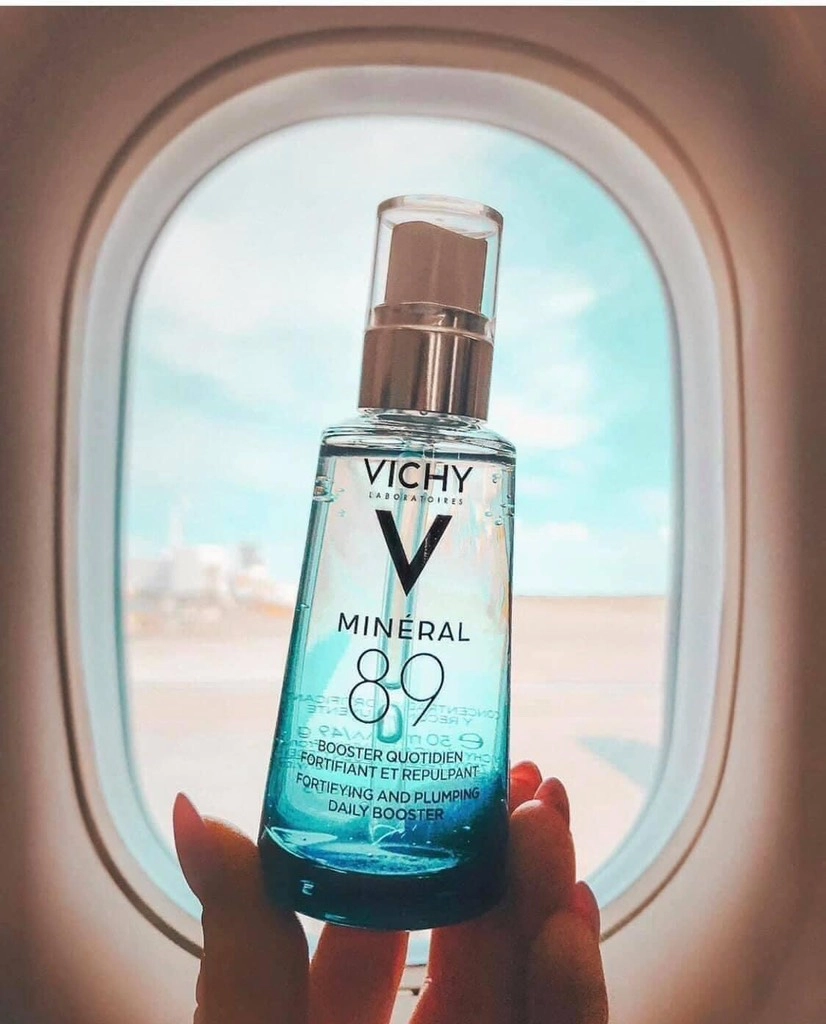 VICHY
LABORATOIRES
V
MINÉRAL
89
BOOSTER QUOTIDIEN
FORTIFIANT ET REPULPANT
FORTIFYING AND PLUMPING
DAILY BOOSTER